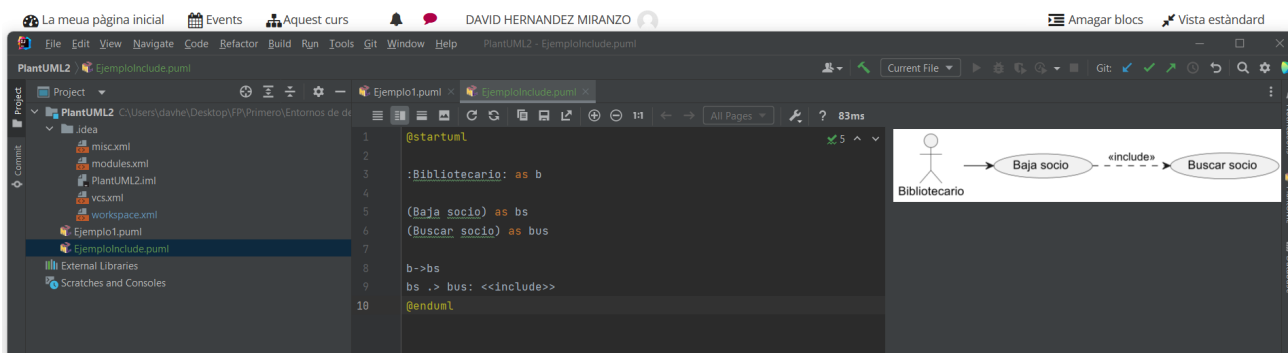 La meua pàgina inicial Events Aquest curs DAVID HERNANDEZ MIRANZO Amagar blocs Vista estàndard
File Edit View Navigate Code Refactor Build Run Tools Git Window Help PlantUML2 - EjemploInclude.puml
PlantUML2 EjemploInclude.puml Current File Git:
Project Project Ejemplo1.puml EjemploInclude.puml
PlantUML2 C:\Users\davhe\Desktop\FP\Primero\Entornos de de
1:1 All Pages ? 83ms
.idea
misc.xml
modules.xml
PlantUML2.iml
vcs.xml
workspace.xml
Ejemplo1.puml
EjemploInclude.puml
External Libraries
Scratches and Consoles
Commit
1 @startuml 5
2
3 :Bibliotecario: as b
4
5 (Baja socio) as bs
6 (Buscar socio) as bus
7
8 b->bs
9 bs .> bus: <<include>>
10 @enduml
«include»
Baja socio Buscar socio
Bibliotecario